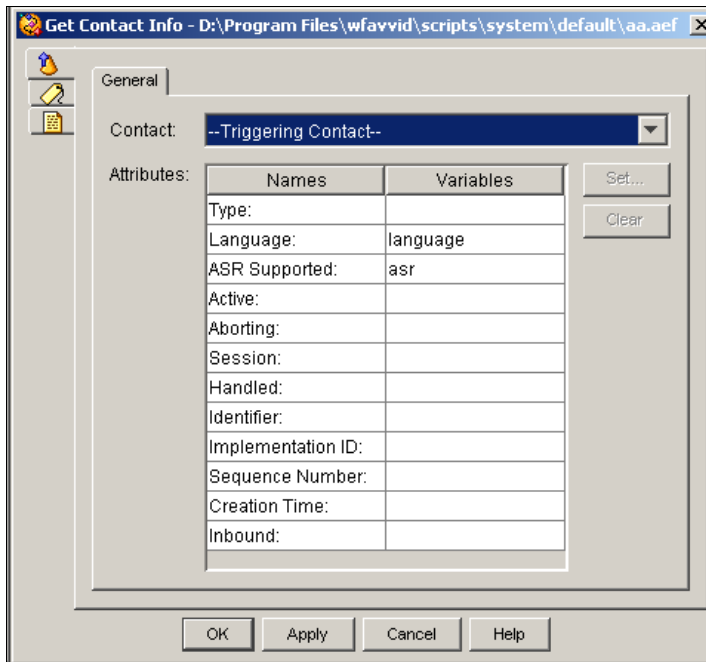 Get Contact Info - D:\Program Files\wfavvid\scripts\system\default\aa.aef
General
Contact: --Triggering Contact--
Attributes: Names Variables Set...
Type: Clear
Language: language
ASR Supported: asr
Active:
Aborting:
Session:
Handled:
Identifier:
Implementation ID:
Sequence Number:
Creation Time:
Inbound:
OK Apply Cancel Help